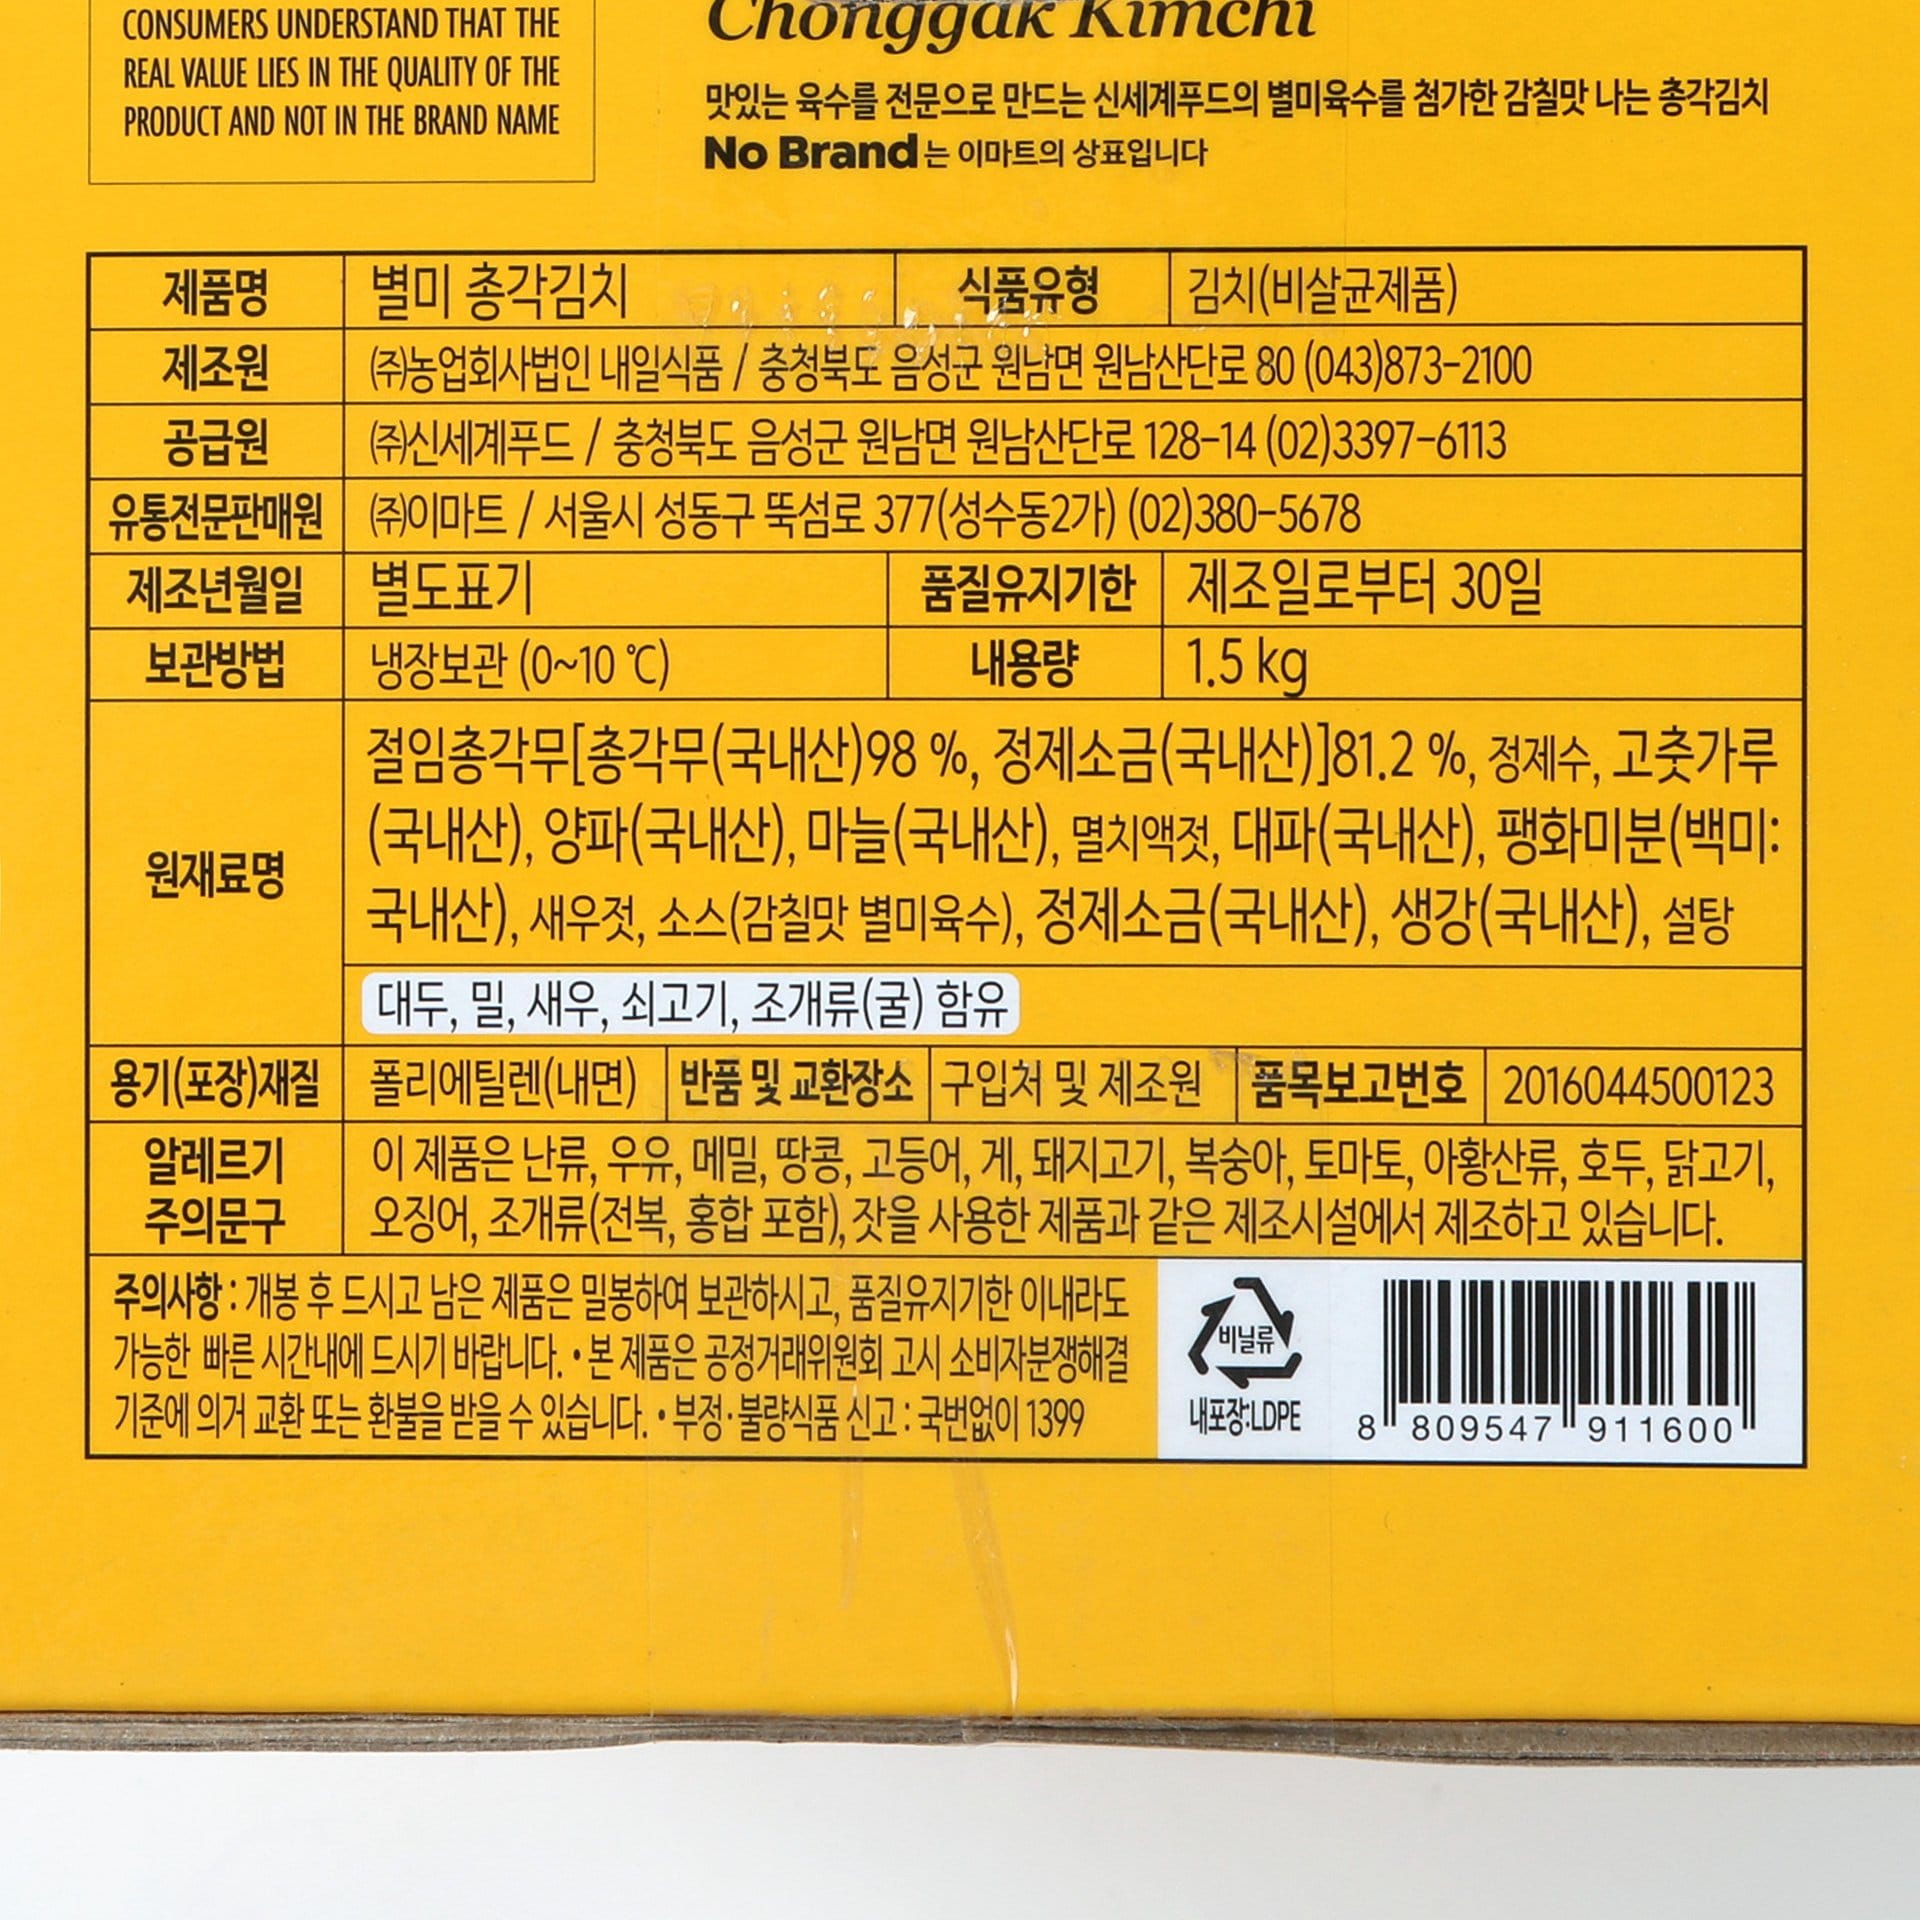 CONSUMERS UNDERSTAND THAT THE
REAL VALUE LIES IN THE QUALITY OF THE
PRODUCT AND NOT IN THE BRAND NAME
Chonggak Kimchi
맛있는 육수를 전문으로 만드는 신세계푸드의 별미육수를 첨가한 감칠맛 나는 총각김치
No Brand는 이마트의 상표입니다
제품명 별미 총각김치 식품유형 김치(비살균제품)
제조원 ㈜농업회사법인 내일식품 / 충청북도 음성군 원남면 원남산단로 80 (043)873-2100
공급원 ㈜신세계푸드 / 충청북도 음성군 원남면 원남산단로 128-14 (02)3397-6113
유통전문판매원 ㈜이마트 / 서울시 성동구 뚝섬로 377(성수동2가) (02)380-5678
제조년월일 별도표기 품질유지기한 제조일로부터 30일
보관방법 냉장보관 (0~10 ℃) 내용량 1.5 kg
원재료명
절임총각무[총각무(국내산)98 %, 정제소금(국내산)]81.2 %, 정제수, 고춧가루
(국내산), 양파(국내산), 마늘(국내산), 멸치액젓, 대파(국내산), 팽화미분(백미:
국내산), 새우젓, 소스(감칠맛 별미육수), 정제소금(국내산), 생강(국내산), 설탕
대두, 밀, 새우, 쇠고기, 조개류(굴) 함유
용기(포장)재질 폴리에틸렌(내면) 반품 및 교환장소 구입처 및 제조원 품목보고번호 2016044500123
알레르기 이 제품은 난류, 우유, 메밀, 땅콩, 고등어, 게, 돼지고기, 복숭아, 토마토, 아황산류, 호두, 닭고기,
주의문구 오징어, 조개류(전복, 홍합 포함), 잣을 사용한 제품과 같은 제조시설에서 제조하고 있습니다.
주의사항 : 개봉 후 드시고 남은 제품은 밀봉하여 보관하시고, 품질유지기한 이내라도
가능한 빠른 시간내에 드시기 바랍니다. • 본 제품은 공정거래위원회 고시 소비자분쟁해결
기준에 의거 교환 또는 환불을 받을 수 있습니다. • 부정·불량식품 신고 : 국번없이 1399
비닐류
내포장:LDPE
8 809547 911600